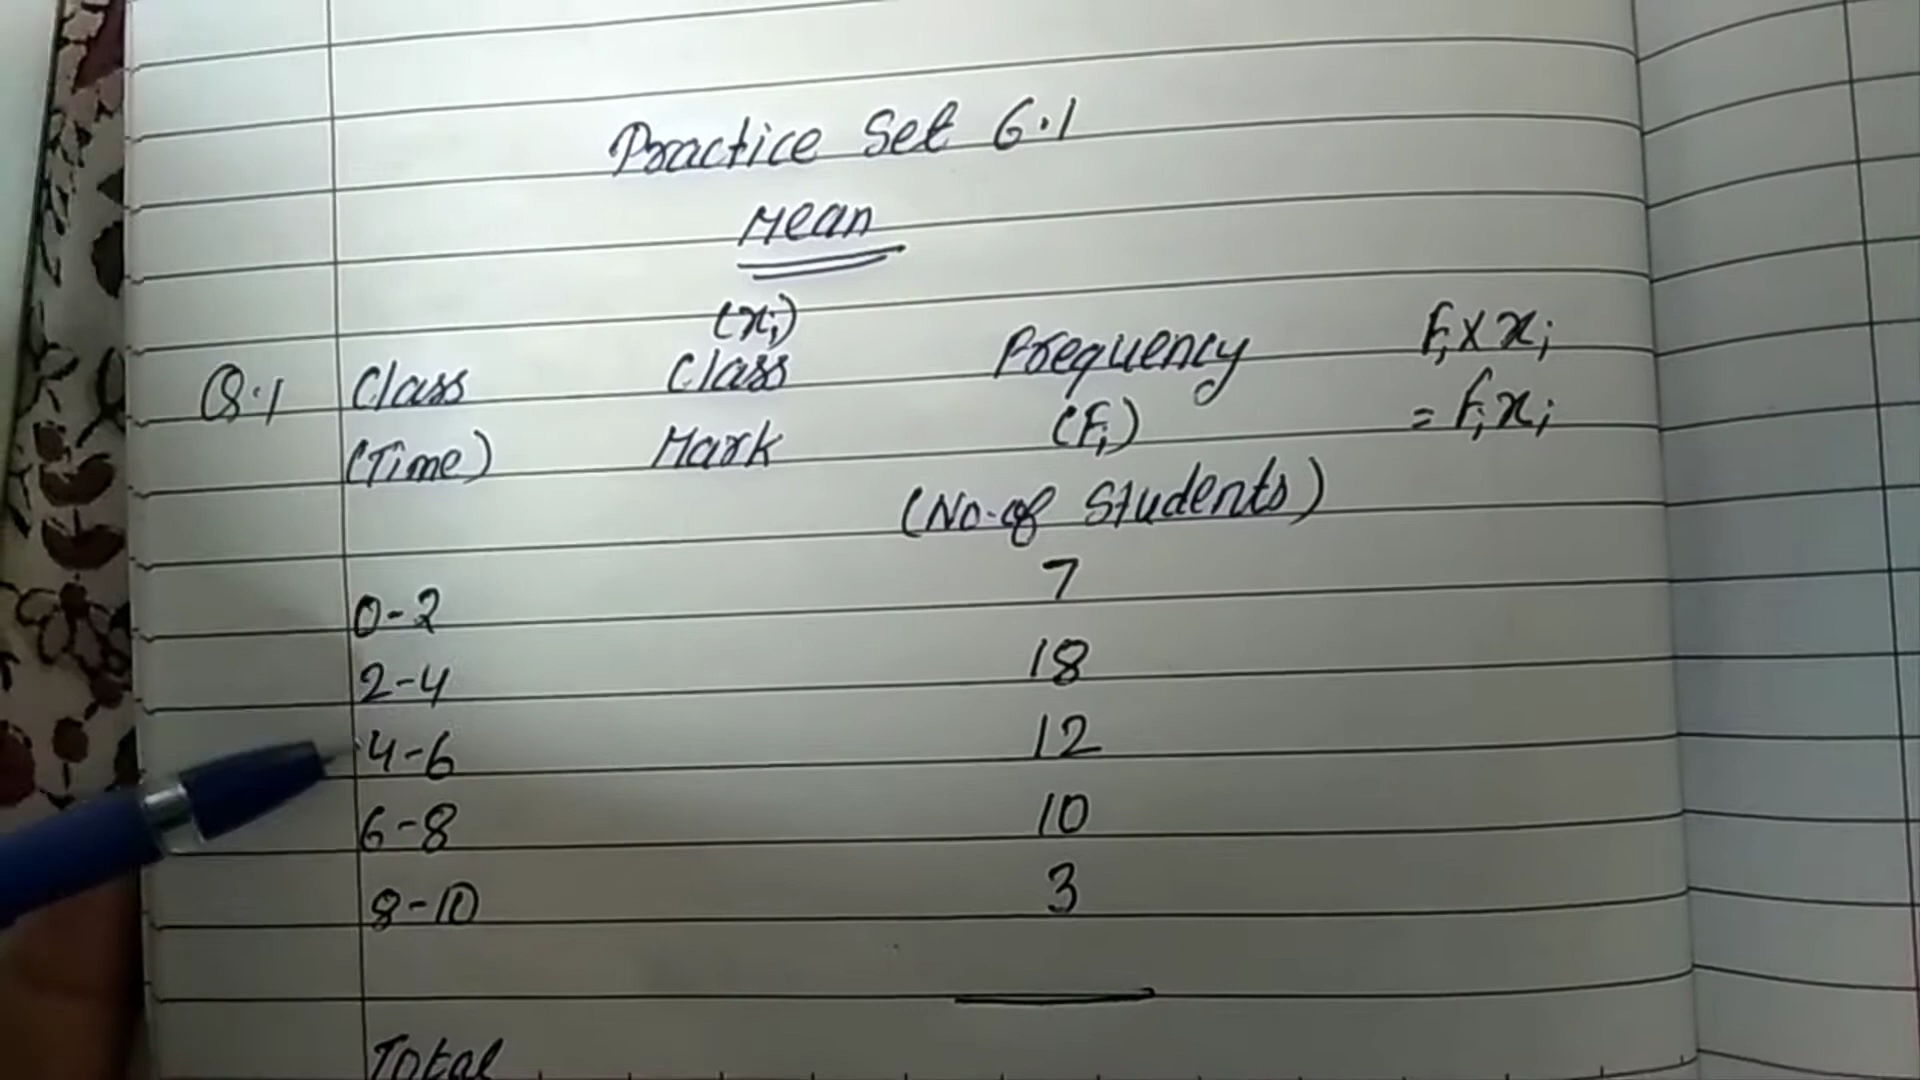 Practice Set 6.1
Mean
(xi)
Q.1 Class Class Frequency Fi×xi
(Time) Mark (Fi) = fixi
(No. of Students)
0-2 7
2-4 18
4-6 12
6-8 10
8-10 3
Total